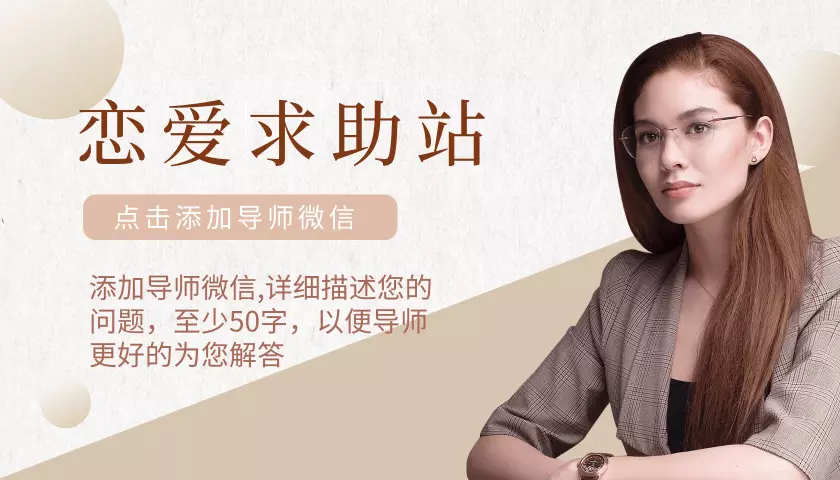 恋爱求助站
点击添加导师微信
添加导师微信,详细描述您的
问题，至少50字，以便导师
更好的为您解答